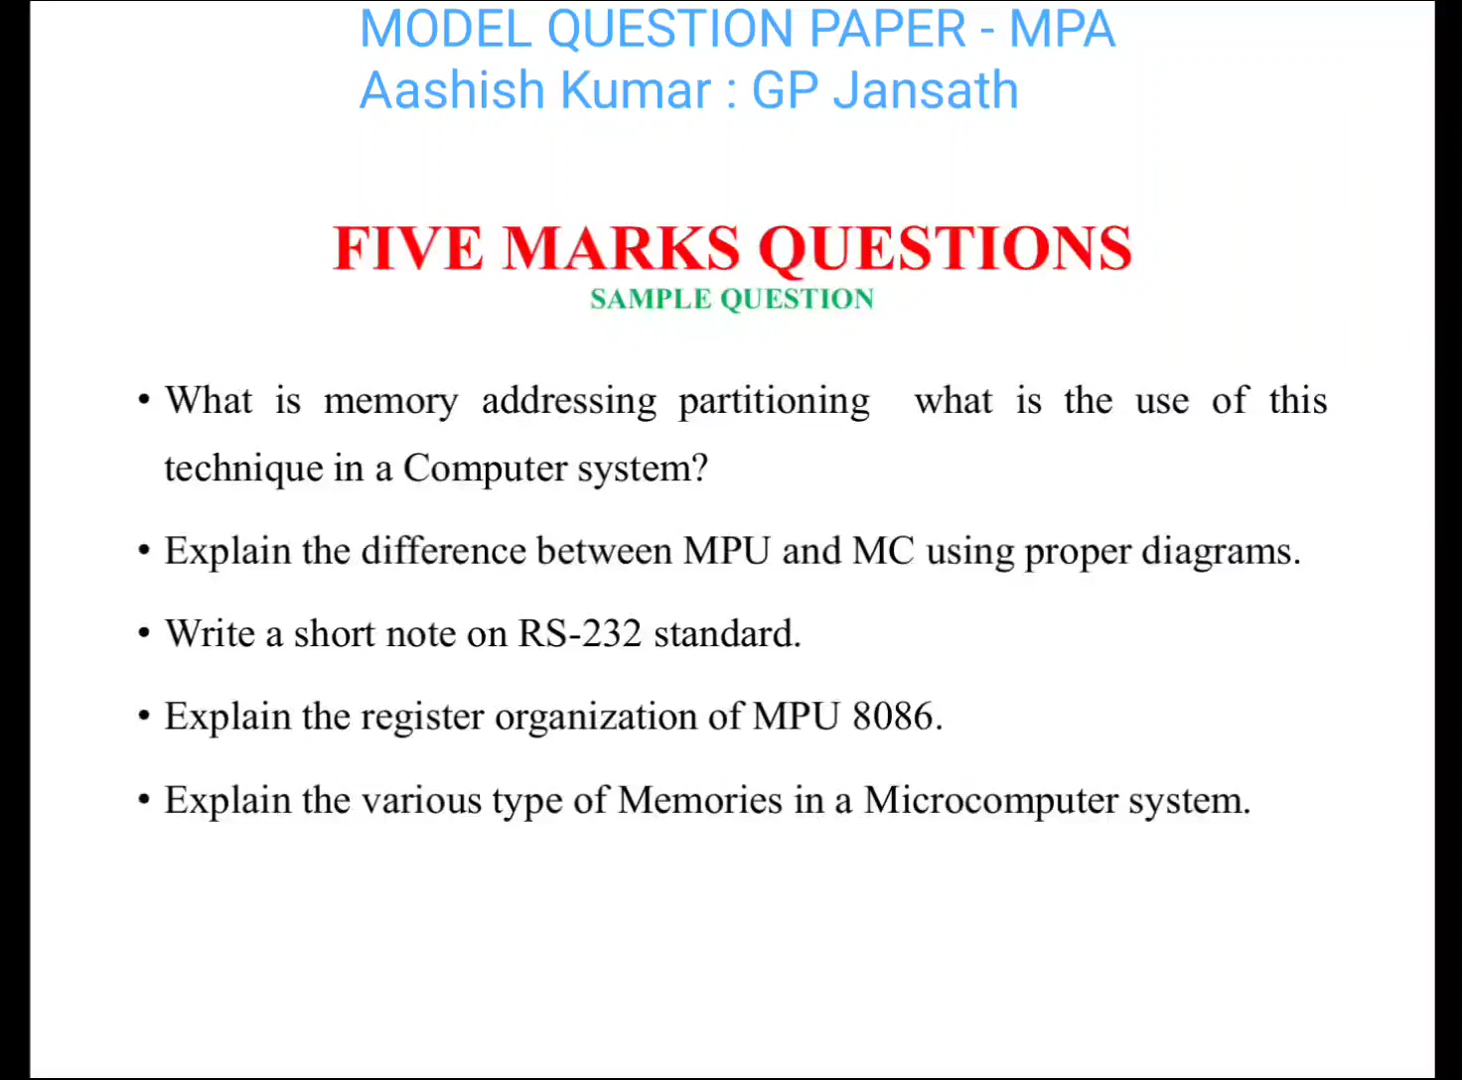 MODEL QUESTION PAPER - MPA
Aashish Kumar : GP Jansath
FIVE MARKS QUESTIONS
SAMPLE QUESTION
• What is memory addressing partitioning what is the use of this
technique in a Computer system?
• Explain the difference between MPU and MC using proper diagrams.
• Write a short note on RS-232 standard.
• Explain the register organization of MPU 8086.
• Explain the various type of Memories in a Microcomputer system.